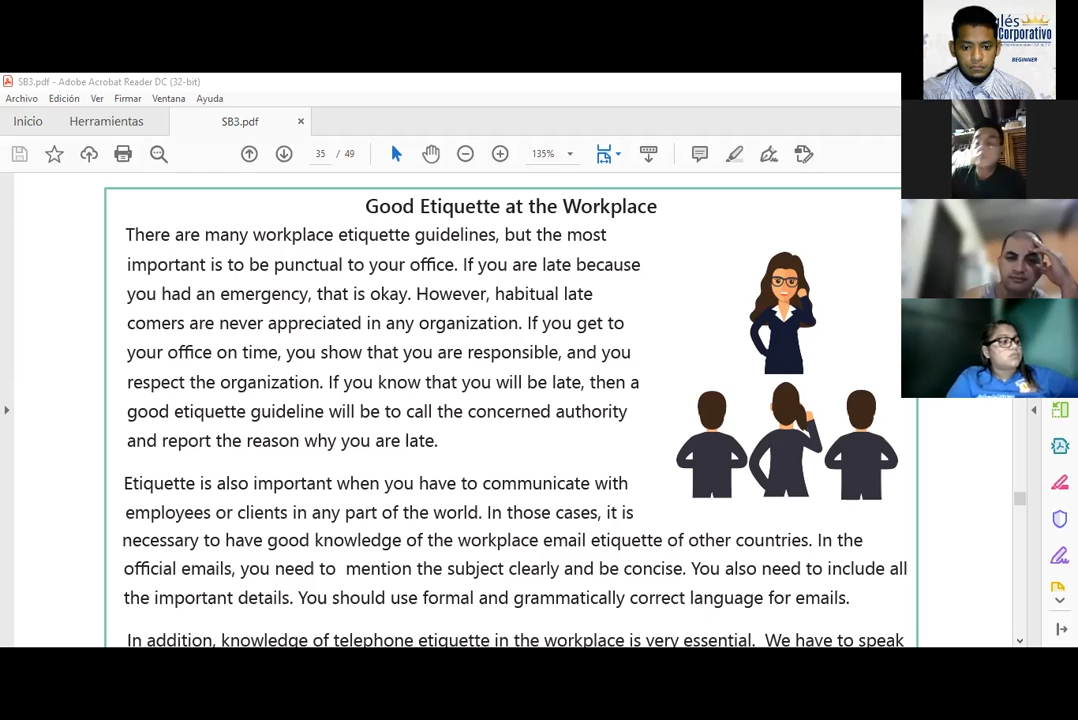 SB3.pdf - Adobe Acrobat Reader DC (32-bit)
Archivo Edición Ver Firmar Ventana Ayuda
Inicio Herramientas SB3.pdf ×
35 / 49 135%
Good Etiquette at the Workplace
There are many workplace etiquette guidelines, but the most
important is to be punctual to your office. If you are late because
you had an emergency, that is okay. However, habitual late
comers are never appreciated in any organization. If you get to
your office on time, you show that you are responsible, and you
respect the organization. If you know that you will be late, then a
good etiquette guideline will be to call the concerned authority
and report the reason why you are late.
Etiquette is also important when you have to communicate with
employees or clients in any part of the world. In those cases, it is
necessary to have good knowledge of the workplace email etiquette of other countries. In the
official emails, you need to mention the subject clearly and be concise. You also need to include all
the important details. You should use formal and grammatically correct language for emails.
In addition, knowledge of telephone etiquette in the workplace is very essential. We have to speak
glés
Corporativo
BEGINNER